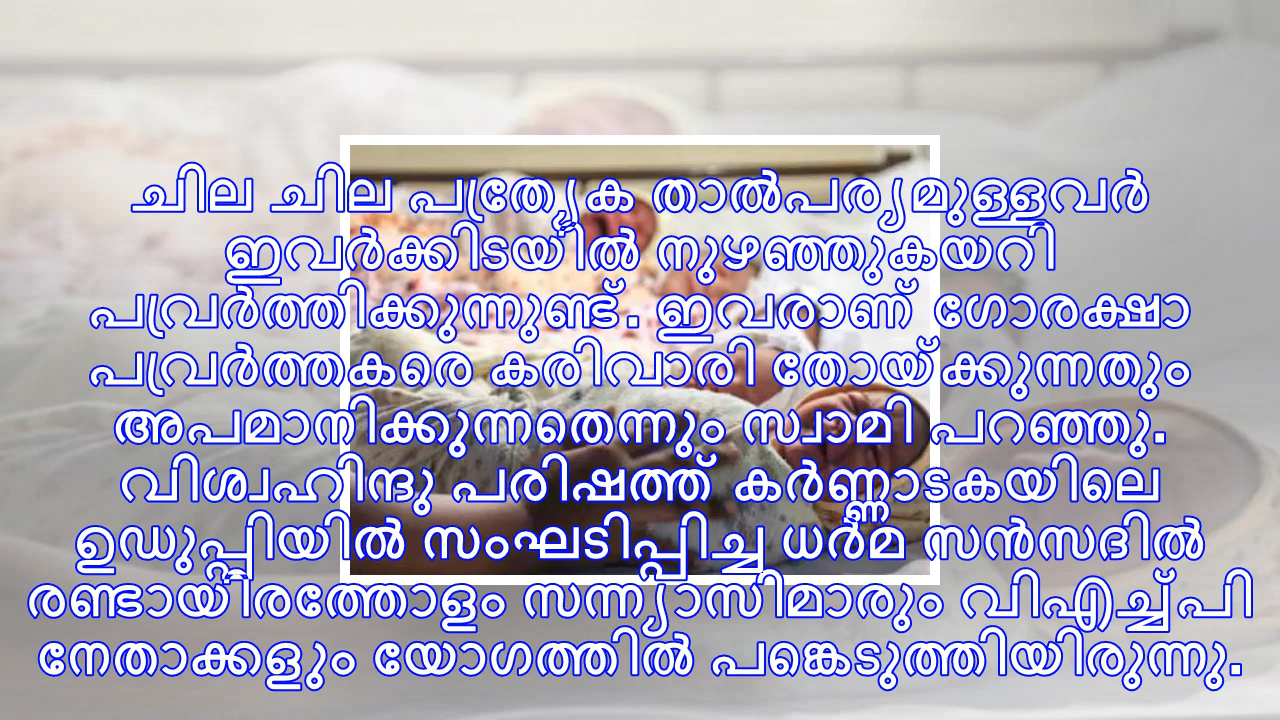 ചില ചില പ്രത്യേക താൽപര്യമുള്ളവർ
ഇവർക്കിടയിൽ നുഴഞ്ഞുകയറി
പ്രവർത്തിക്കുന്നുണ്ട്. ഇവരാണ് ഗോരക്ഷാ
പ്രവർത്തകരെ കരിവാരി തോയ്ക്കുന്നതും
അപമാനിക്കുന്നതെന്നും സ്വാമി പറഞ്ഞു.
വിശ്വഹിന്ദു പരിഷത്ത് കർണ്ണാടകയിലെ
ഉഡുപ്പിയിൽ സംഘടിപ്പിച്ച ധർമ സൻസദിൽ
രണ്ടായിരത്തോളം സന്ന്യാസിമാരും വിഎച്ച്പി
നേതാക്കളും യോഗത്തിൽ പങ്കെടുത്തിയിരുന്നു.